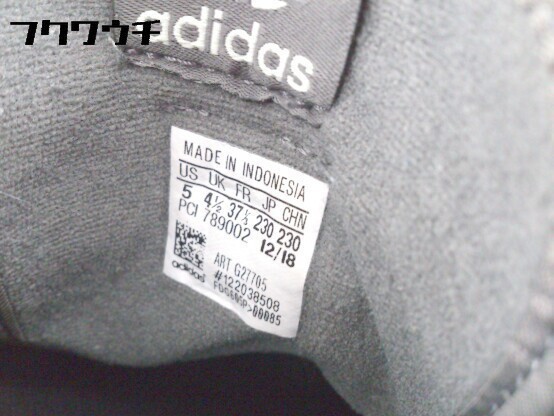 フクワウチ
adidas
MADE IN INDONESIA
US UK FR JP CHN
5 4½ 37⅓ 230 230
PCI 789002 12/18
ART G27705
#122038508
adidas